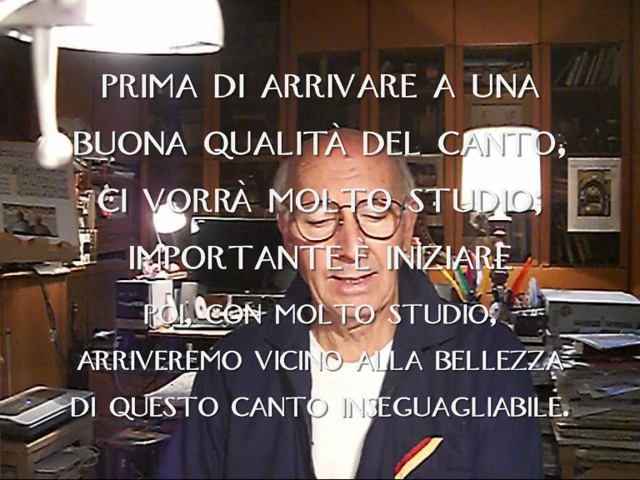 PRIMA DI ARRIVARE A UNA
BUONA QUALITÀ DEL CANTO,
CI VORRÀ MOLTO STUDIO;
IMPORTANTE È INIZIARE
POI, CON MOLTO STUDIO,
ARRIVEREMO VICINO ALLA BELLEZZA
DI QUESTO CANTO INSEGUAGLIABILE.